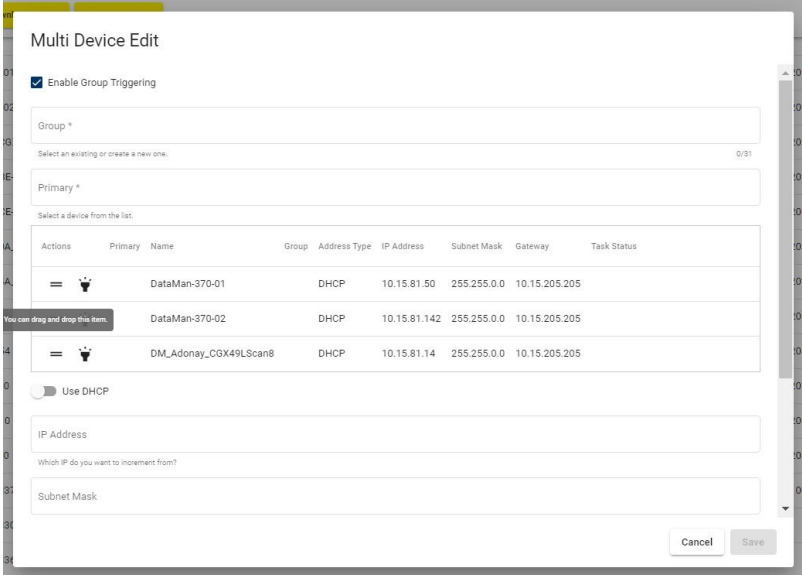 Multi Device Edit
Enable Group Triggering
Group *
Select an existing or create a new one. 0/31
Primary *
Select a device from the list.
Actions Primary Name Group Address Type IP Address Subnet Mask Gateway Task Status
DataMan-370-01 DHCP 10.15.81.50 255.255.0.0 10.15.205.205
You can drag and drop this item. DataMan-370-02 DHCP 10.15.81.142 255.255.0.0 10.15.205.205
DM_Adonay_CGX49LScan8 DHCP 10.15.81.14 255.255.0.0 10.15.205.205
Use DHCP
IP Address
Which IP do you want to increment from?
Subnet Mask
Cancel Save